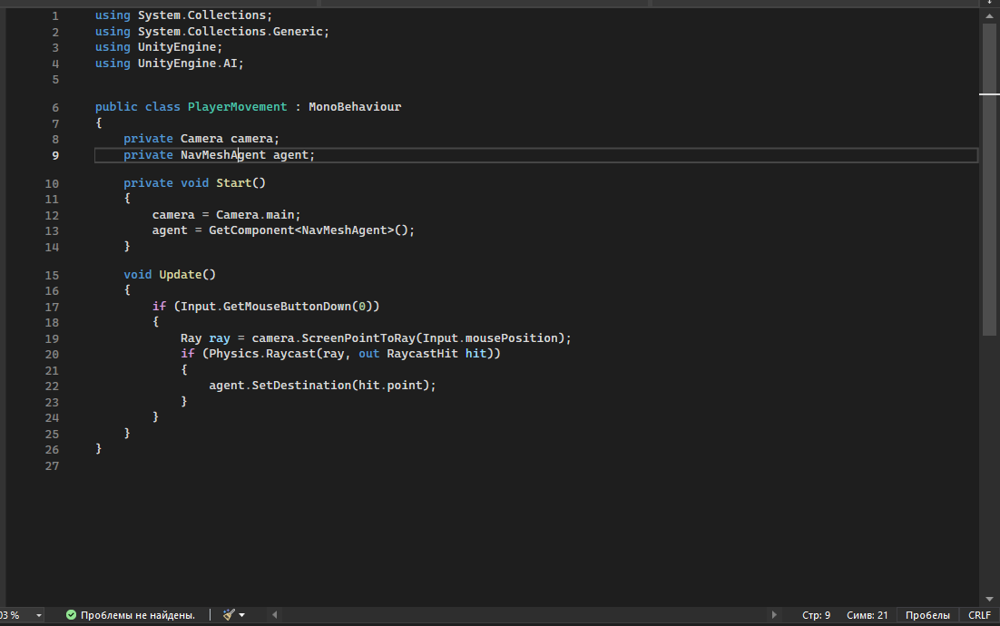 1 using System.Collections;
2 using System.Collections.Generic;
3 using UnityEngine;
4 using UnityEngine.AI;
5
6 public class PlayerMovement : MonoBehaviour
7 {
8 private Camera camera;
9 private NavMeshAgent agent;
10 private void Start()
11 {
12 camera = Camera.main;
13 agent = GetComponent<NavMeshAgent>();
14 }
15 void Update()
16 {
17 if (Input.GetMouseButtonDown(0))
18 {
19 Ray ray = camera.ScreenPointToRay(Input.mousePosition);
20 if (Physics.Raycast(ray, out RaycastHit hit))
21 {
22 agent.SetDestination(hit.point);
23 }
24 }
25 }
26 }
27
03 % Проблемы не найдены. Стр: 9 Симв: 21 Пробелы CRLF